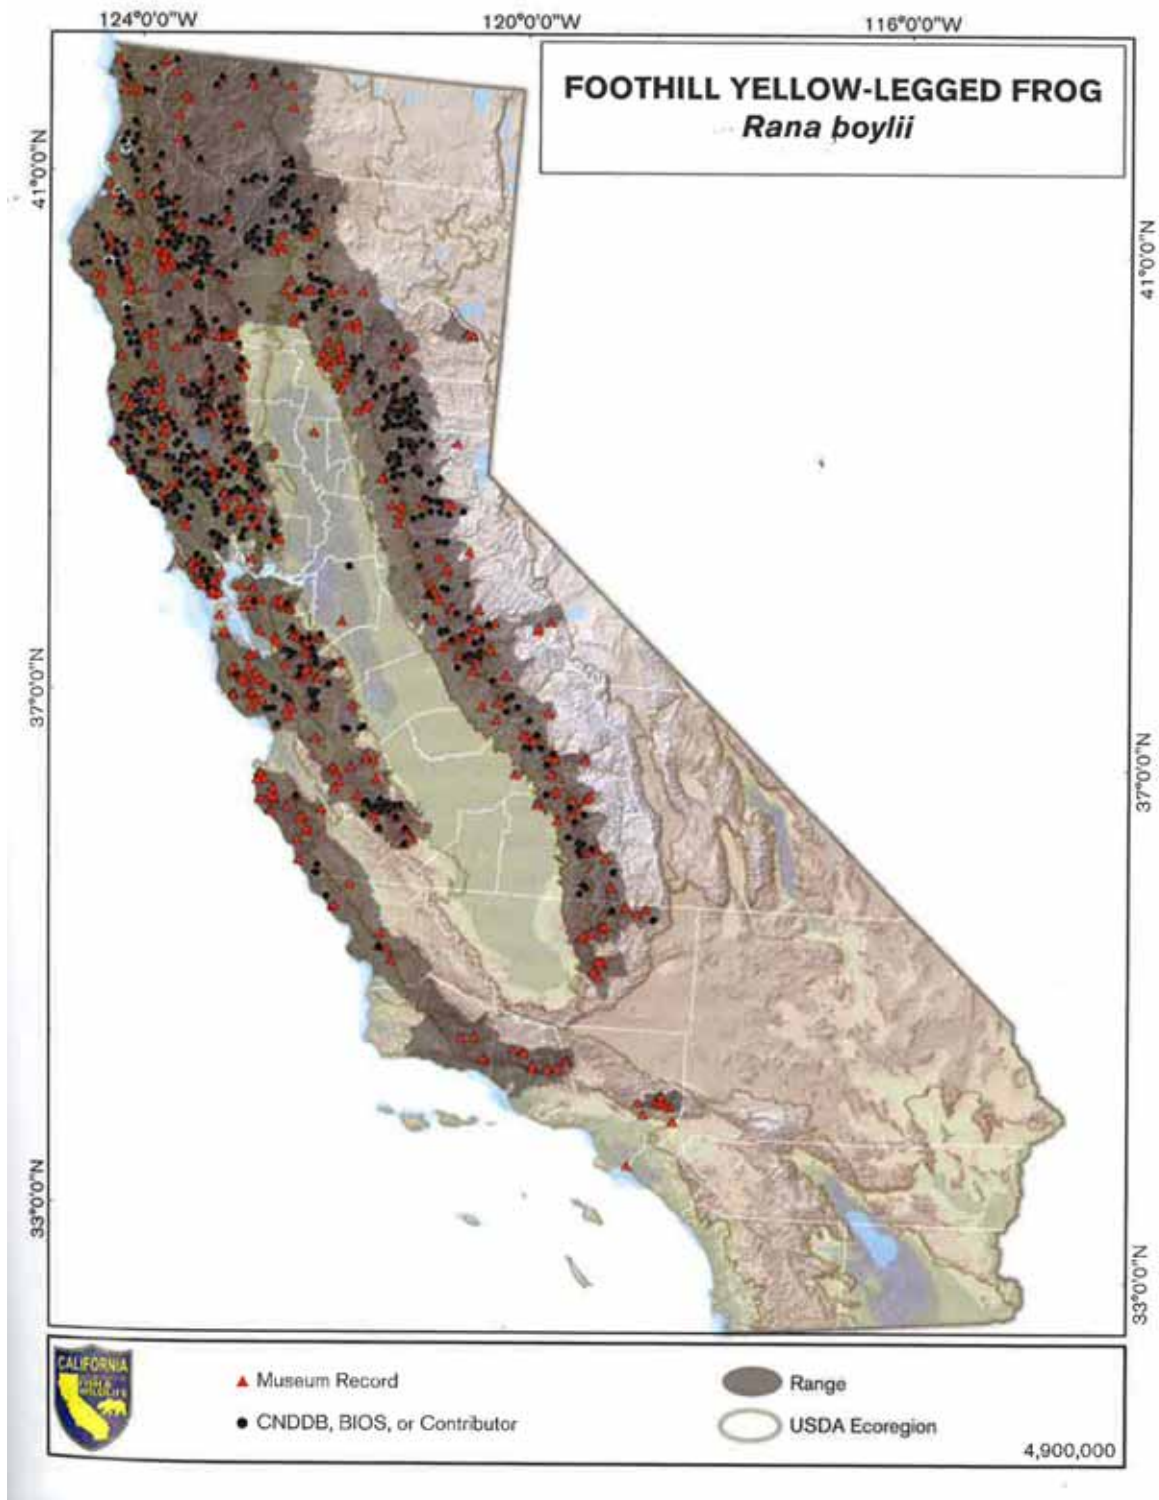 124°0'0"W
120°0'0"W
116°0'0"W
FOOTHILL YELLOW-LEGGED FROG
Rana boylii
41°0'0"N
41°0'0"N
37°0'0"N
37°0'0"N
33°0'0"N
33°0'0"N
CALIFORNIA
FISH &
WILDLIFE
Museum Record
CNDDB, BIOS, or Contributor
Range
USDA Ecoregion
4,900,000